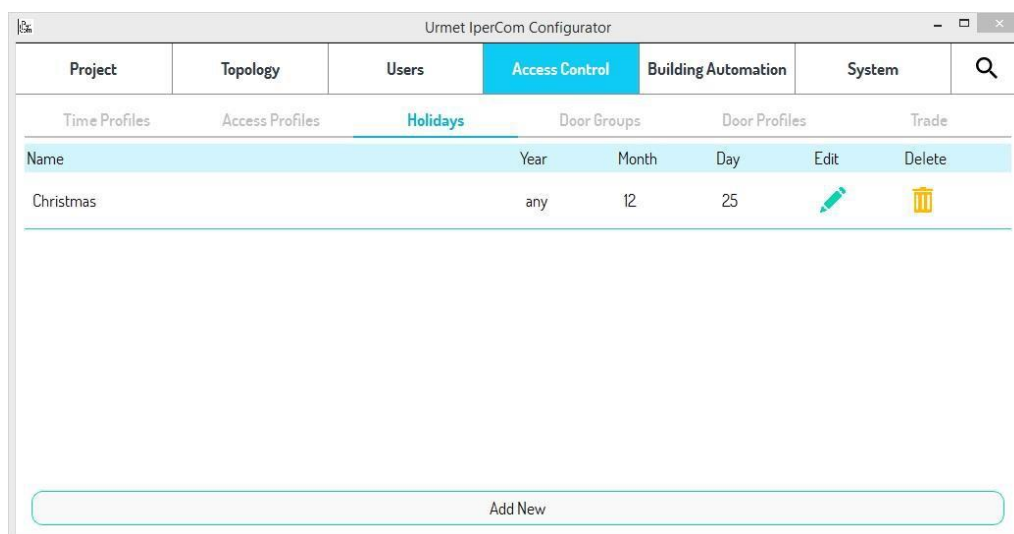 Urmet IperCom Configurator
Project Topology Users Access Control Building Automation System
Time Profiles Access Profiles Holidays Door Groups Door Profiles Trade
Name Year Month Day Edit Delete
Christmas any 12 25
Add New